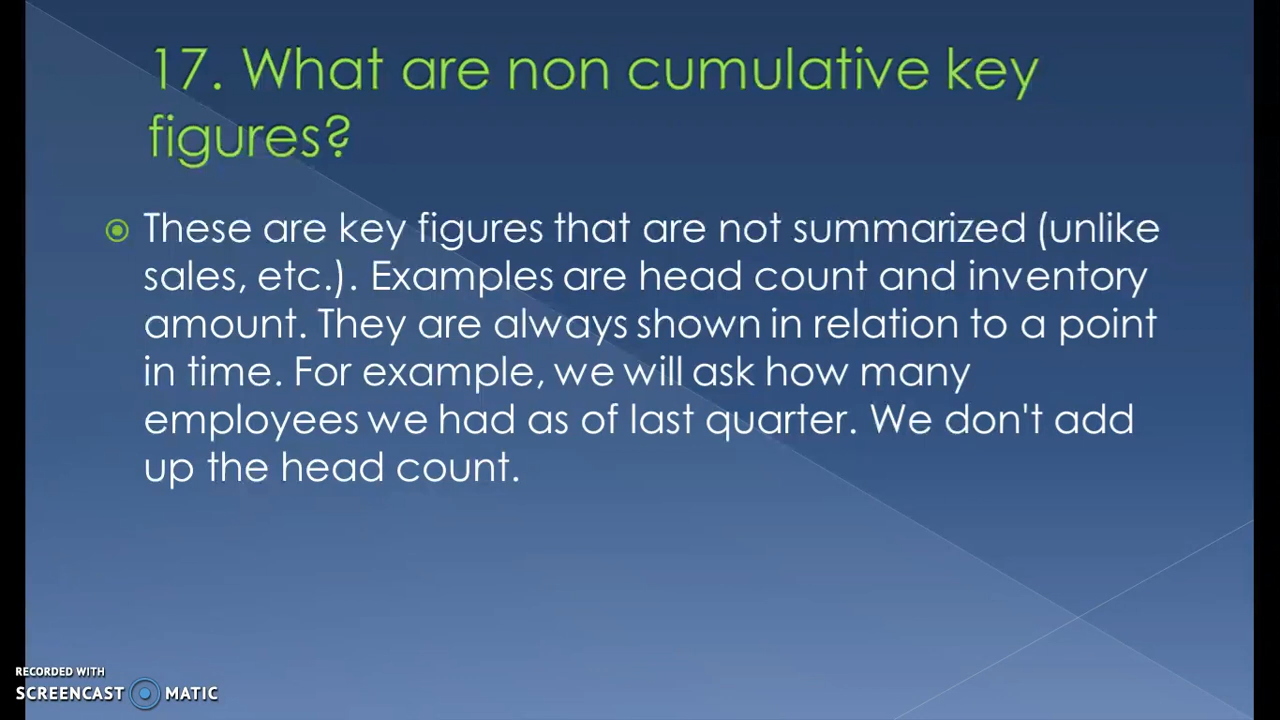 17. What are non cumulative key
figures?
These are key figures that are not summarized (unlike
sales, etc.). Examples are head count and inventory
amount. They are always shown in relation to a point
in time. For example, we will ask how many
employees we had as of last quarter. We don't add
up the head count.
RECORDED WITH
SCREENCAST MATIC